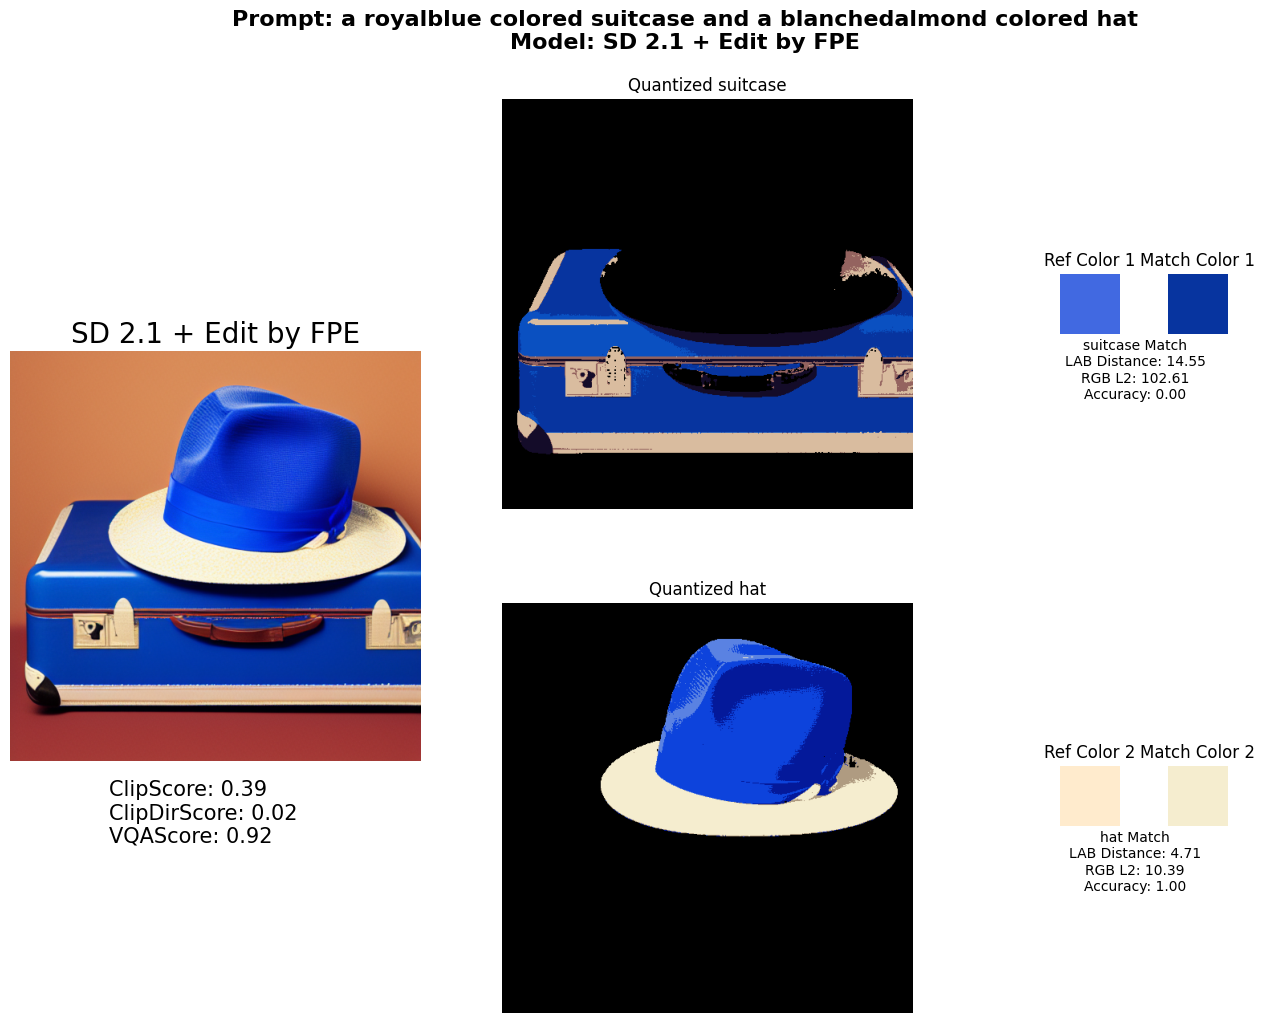 Prompt: a royalblue colored suitcase and a blanchedalmond colored hat
Model: SD 2.1 + Edit by FPE
SD 2.1 + Edit by FPE
ClipScore: 0.39
ClipDirScore: 0.02
VQAScore: 0.92
Quantized suitcase
Ref Color 1 Match Color 1
suitcase Match
LAB Distance: 14.55
RGB L2: 102.61
Accuracy: 0.00
Quantized hat
Ref Color 2 Match Color 2
hat Match
LAB Distance: 4.71
RGB L2: 10.39
Accuracy: 1.00